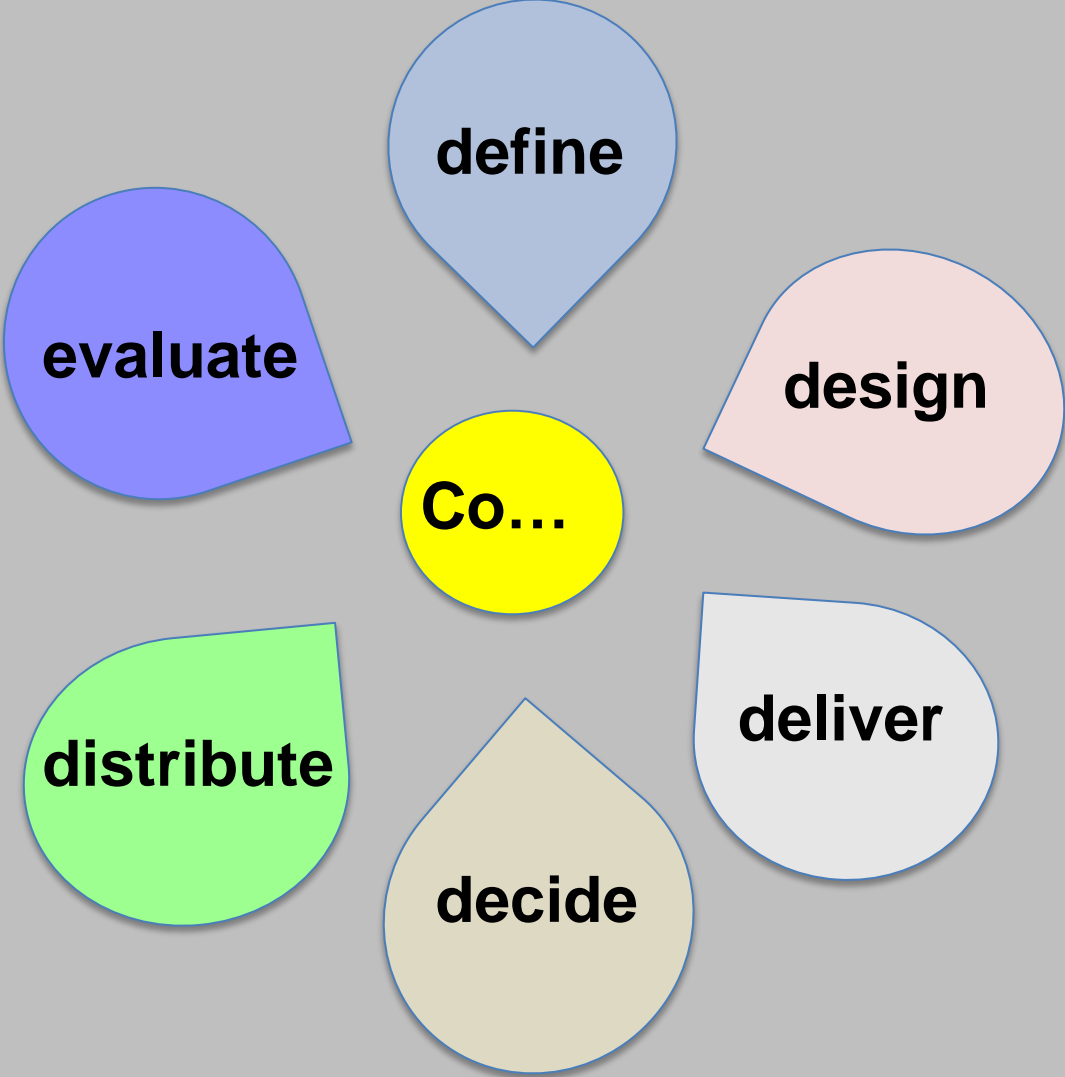 define
evaluate
design
Co…
deliver
distribute
decide